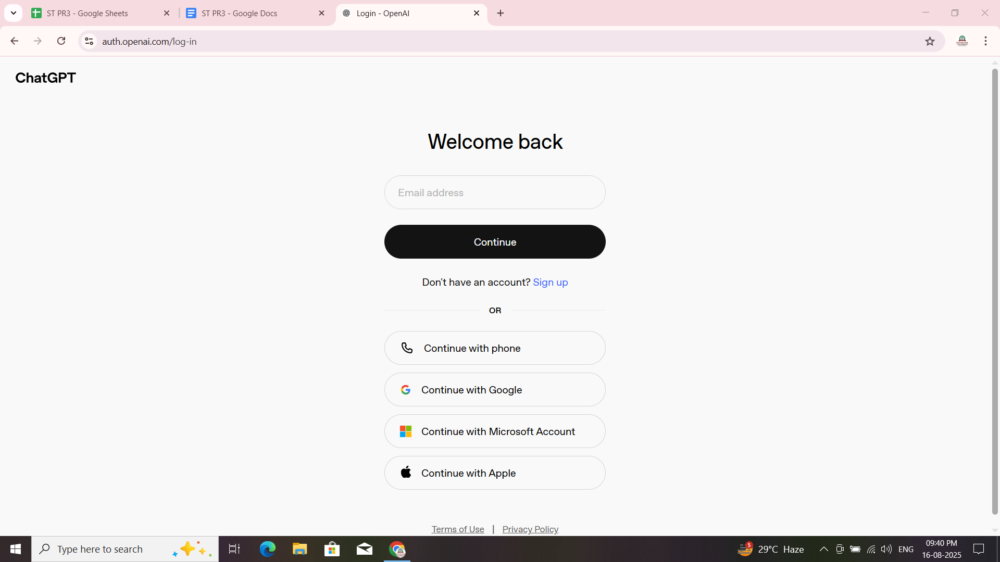 ST PR3 - Google Sheets
ST PR3 - Google Docs
Login - OpenAI
auth.openai.com/log-in
ChatGPT
Welcome back
Email address
Continue
Don't have an account? Sign up
OR
Continue with phone
Continue with Google
Continue with Microsoft Account
Continue with Apple
Terms of Use | Privacy Policy
Type here to search
5
29°C Haze
ENG
09:40 PM
16-08-2025